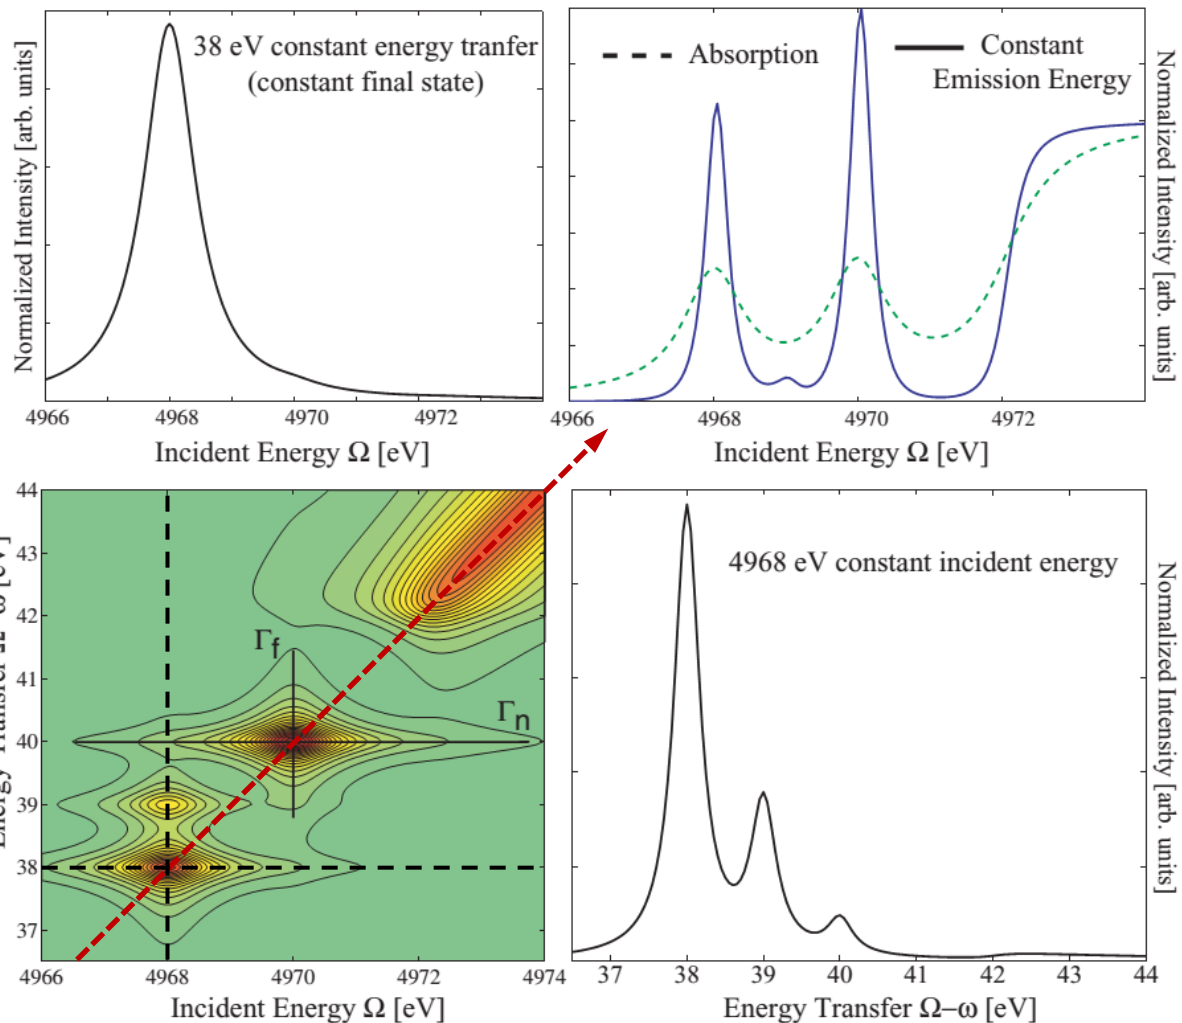 Normalized Intensity [arb. units]
38 eV constant energy tranfer
(constant final state)
4966
4968
4970
4972
Incident Energy Ω [eV]
Absorption
Constant
Emission Energy
Normalized Intensity [arb. units]
4966
4968
4970
4972
Incident Energy Ω [eV]
44
43
42
41
40
39
38
37
Γf
Γn
4966
4968
4970
4972
4974
Incident Energy Ω [eV]
4968 eV constant incident energy
Normalized Intensity [arb. units]
37
38
39
40
41
42
43
44
Energy Transfer Ω−ω [eV]